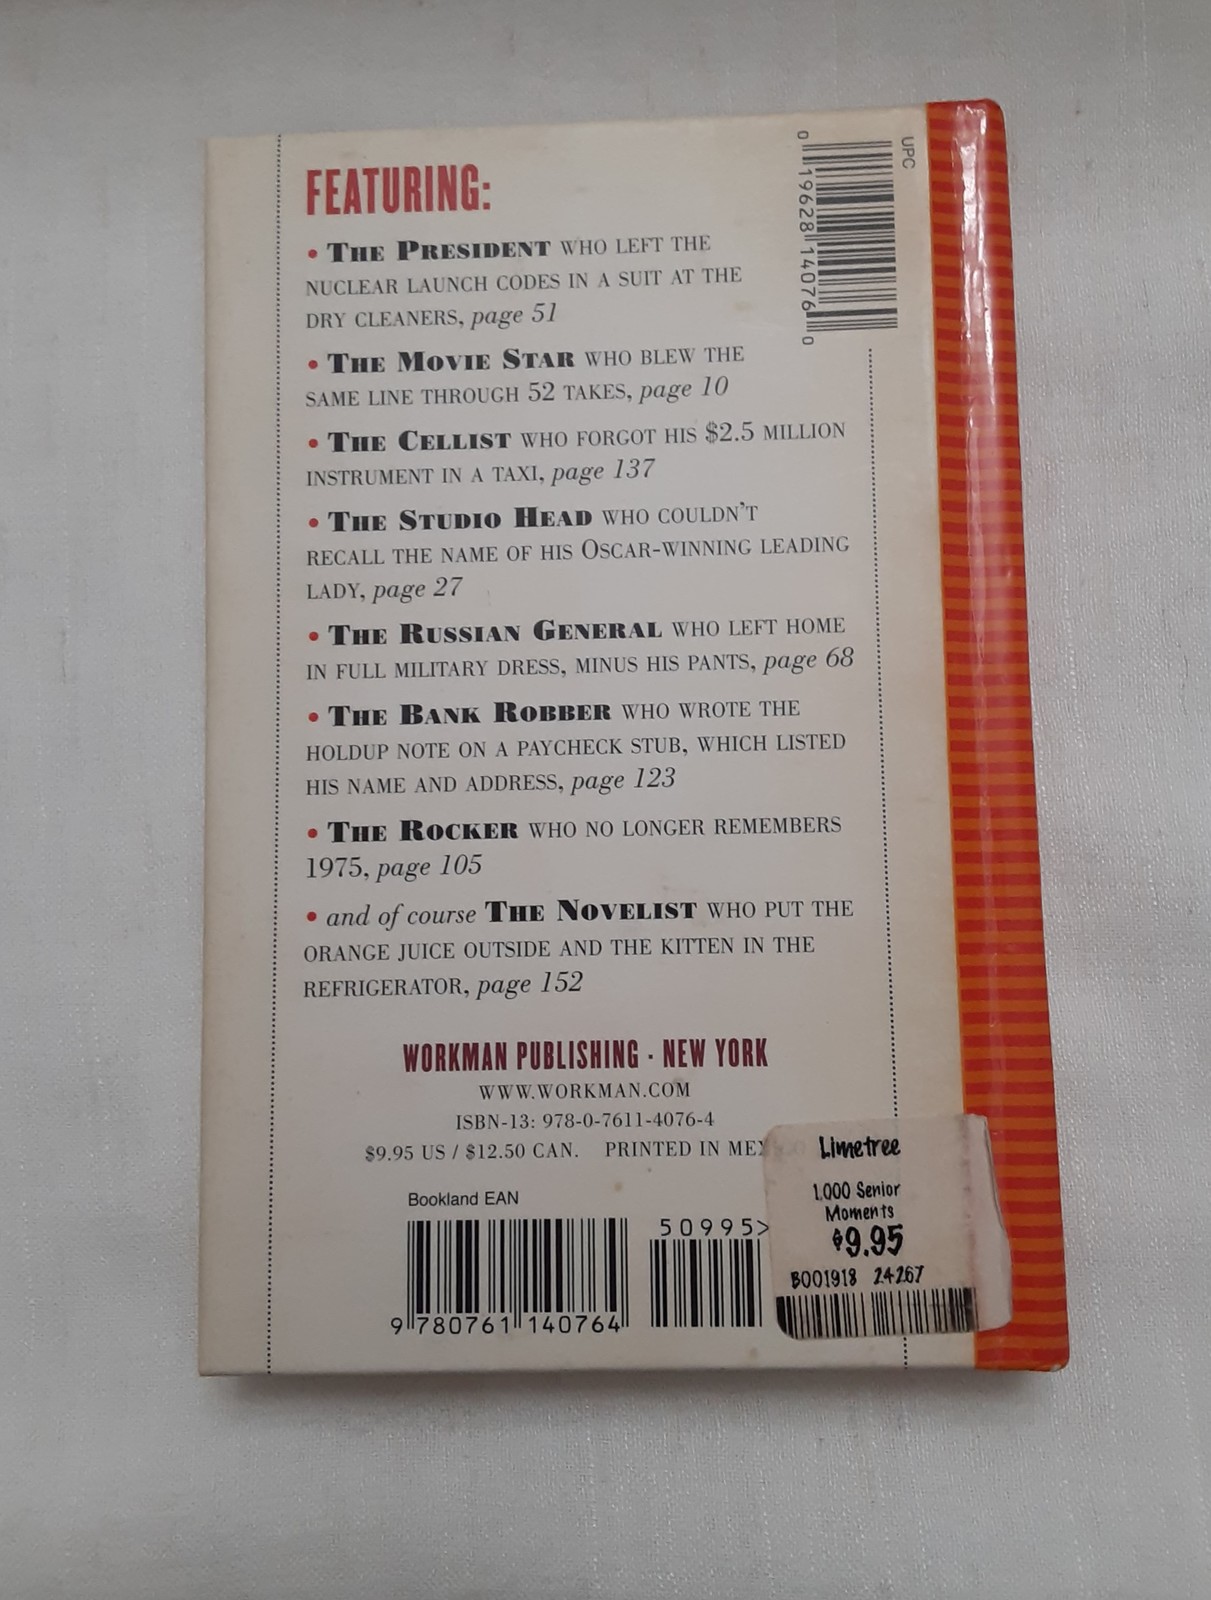 FEATURING:
• THE PRESIDENT WHO LEFT THE
NUCLEAR LAUNCH CODES IN A SUIT AT THE
DRY CLEANERS, page 51
• THE MOVIE STAR WHO BLEW THE
SAME LINE THROUGH 52 TAKES, page 10
• THE CELLIST WHO FORGOT HIS $2.5 MILLION
INSTRUMENT IN A TAXI, page 137
• THE STUDIO HEAD WHO COULDN'T
RECALL THE NAME OF HIS OSCAR-WINNING LEADING
LADY, page 27
• THE RUSSIAN GENERAL WHO LEFT HOME
IN FULL MILITARY DRESS, MINUS HIS PANTS, page 68
• THE BANK ROBBER WHO WROTE THE
HOLDUP NOTE ON A PAYCHECK STUB, WHICH LISTED
HIS NAME AND ADDRESS, page 123
• THE ROCKER WHO NO LONGER REMEMBERS
1975, page 105
• and of course THE NOVELIST WHO PUT THE
ORANGE JUICE OUTSIDE AND THE KITTEN IN THE
REFRIGERATOR, page 152
WORKMAN PUBLISHING · NEW YORK
WWW.WORKMAN.COM
ISBN-13: 978-0-7611-4076-4
$9.95 US / $12.50 CAN. PRINTED IN
Bookland EAN
50995>
9 780761 140764
UPC
0 19628 14076 0
Limetree
1,000 Senior
Moments
$9.95
B001918 24267